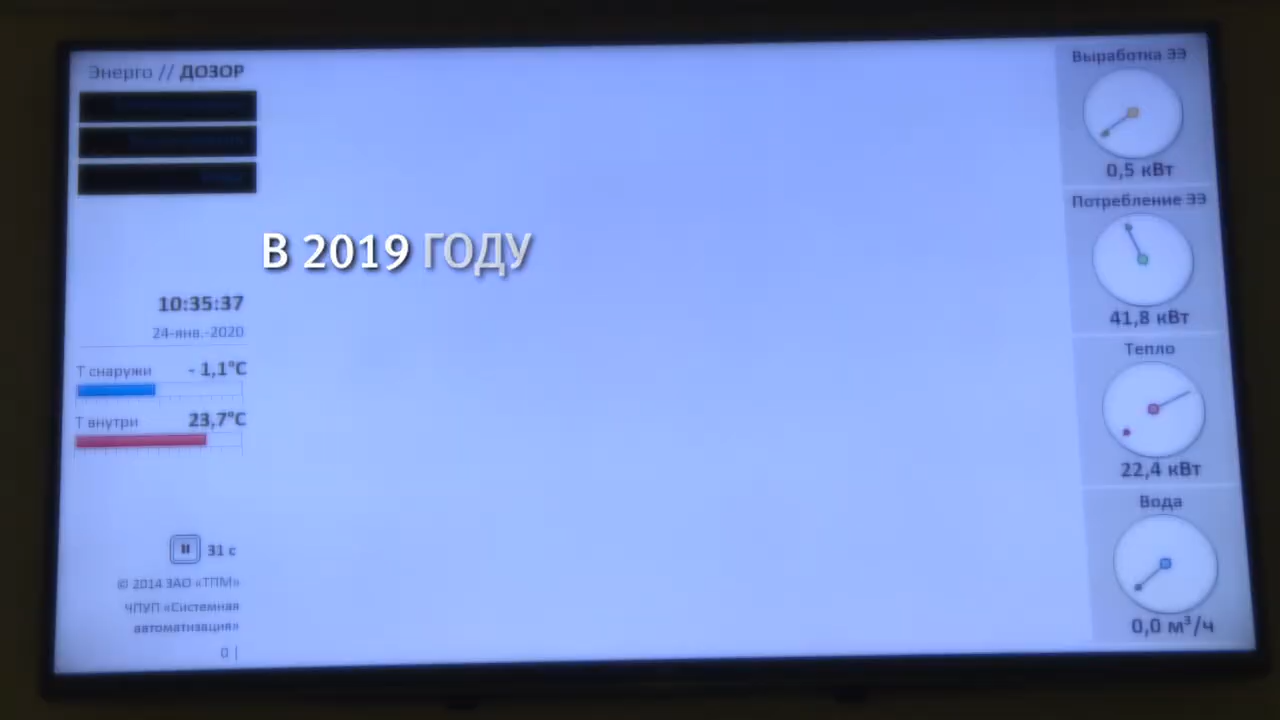 Энерго // ДОЗОР
В 2019 ГОДУ
10:35:37
24-янв.-2020
Т снаружи - 1,1°C
Т внутри 23,7°C
31 с
© 2014 ЗАО «ТПМ»
ЧПУП «Системная
автоматизация»
0 |
Выработка ЭЭ
0,5 кВт
Потребление ЭЭ
41,8 кВт
Тепло
22,4 кВт
Вода
0,0 м³/ч